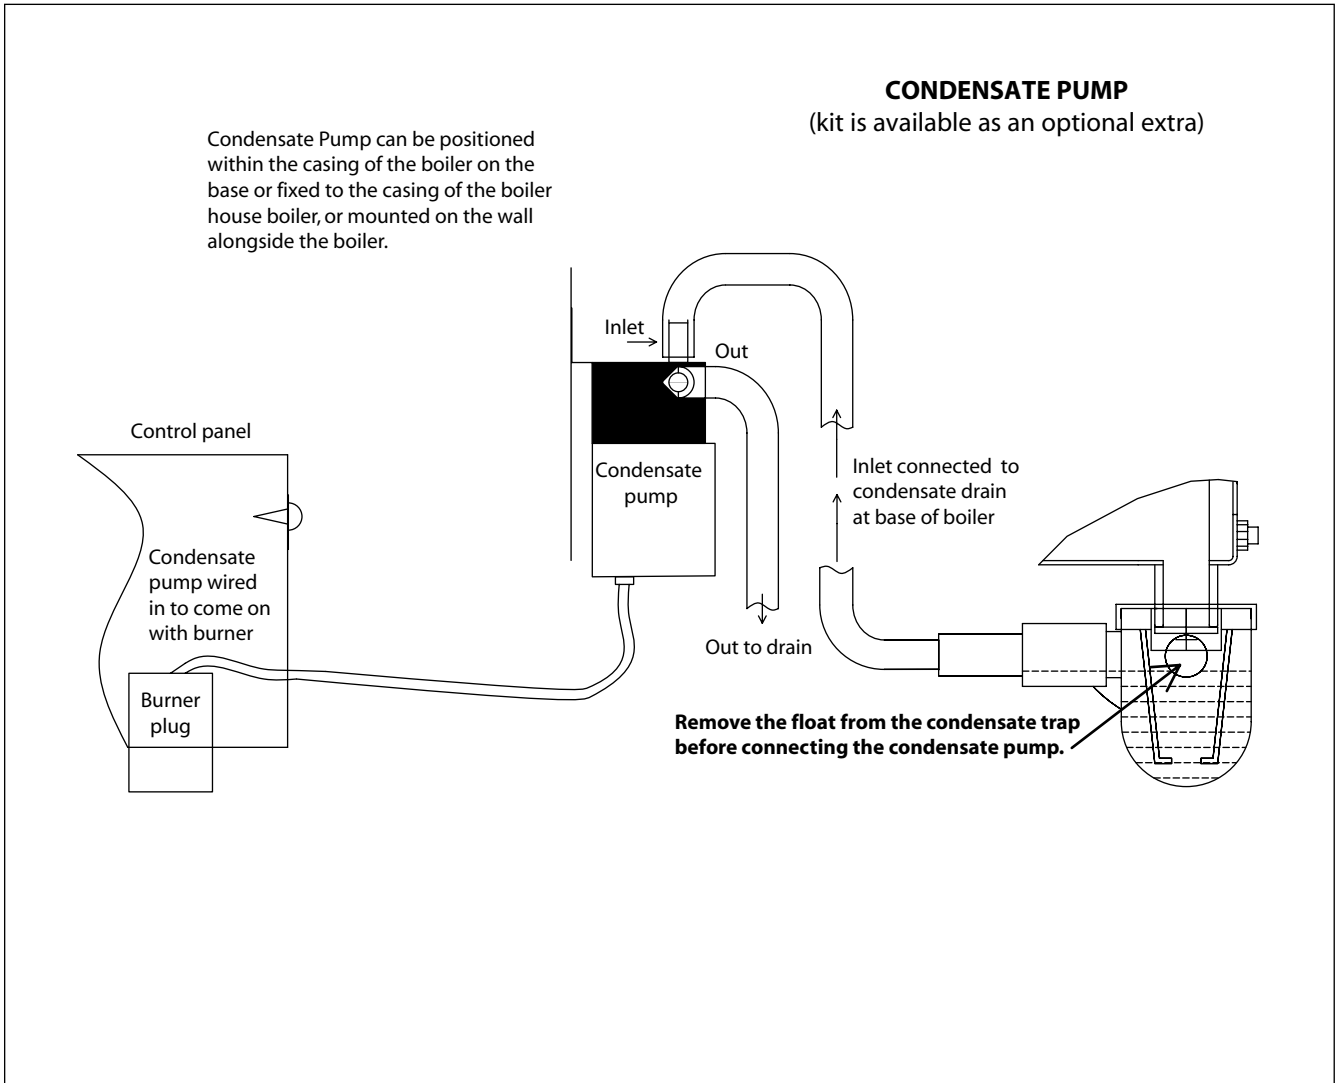 CONDENSATE PUMP
(kit is available as an optional extra)
Condensate Pump can be positioned
within the casing of the boiler on the
base or fixed to the casing of the boiler
house boiler, or mounted on the wall
alongside the boiler.
Inlet
Out
Control panel
Condensate
pump
Inlet connected to
condensate drain
at base of boiler
Condensate
pump wired
in to come on
with burner
Out to drain
Burner
plug
Remove the float from the condensate trap
before connecting the condensate pump.